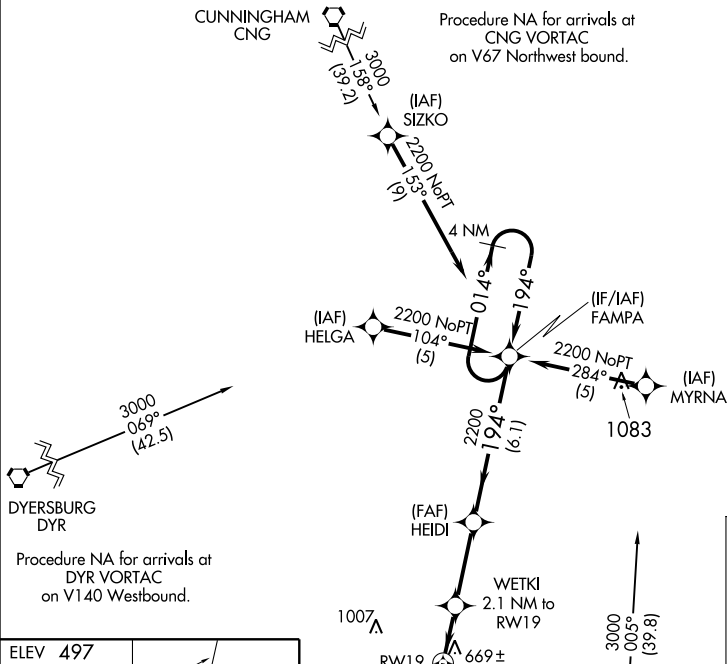 CUNNINGHAM
CNG
Procedure NA for arrivals at
CNG VORTAC
on V67 Northwest bound.
3000
158°
(39.2)
(IAF)
SIZKO
2200 NoPT
153°
(9)
4 NM
014°
194°
(IF/IAF)
FAMPA
(IAF)
HELGA
2200 NoPT
104°
(5)
2200 NoPT
284°
(5)
(IAF)
MYRNA
1083
3000
069°
(42.5)
2200
194°
(6.1)
DYERSBURG
DYR
(FAF)
HEIDI
Procedure NA for arrivals at
DYR VORTAC
on V140 Westbound.
WETKI
2.1 NM to
RW19
3000
005°
(39.8)
1007
669±
RW19
ELEV 497